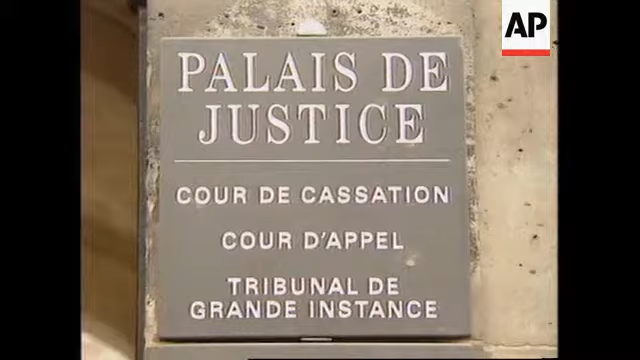 AP
PALAIS DE
JUSTICE
COUR DE CASSATION
COUR D'APPEL
TRIBUNAL DE
GRANDE INSTANCE